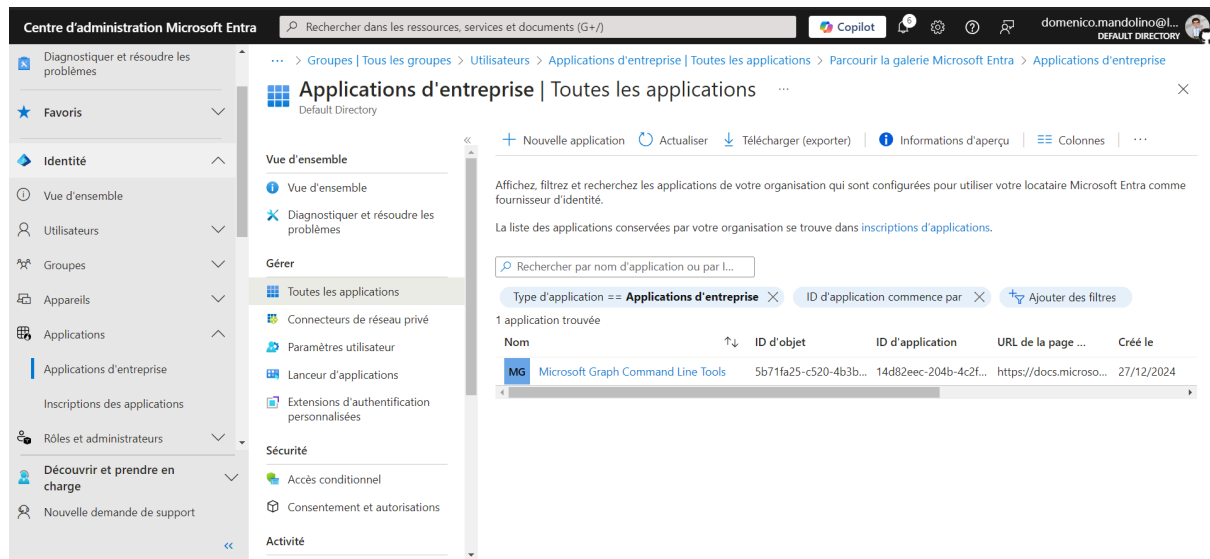 Centre d'administration Microsoft Entra
Rechercher dans les ressources, services et documents (G+/)
Copilot
6
domenico.mandolino@l...
DEFAULT DIRECTORY
Diagnostiquer et résoudre les
problèmes
Favoris
Identité
Vue d'ensemble
Utilisateurs
Groupes
Appareils
Applications
Applications d'entreprise
Inscriptions des applications
Rôles et administrateurs
Découvrir et prendre en
charge
Nouvelle demande de support
«
··· > Groupes | Tous les groupes > Utilisateurs > Applications d'entreprise | Toutes les applications > Parcourir la galerie Microsoft Entra > Applications d'entreprise
Applications d'entreprise | Toutes les applications ···
Default Directory
«
Vue d'ensemble
Vue d'ensemble
Diagnostiquer et résoudre les
problèmes
Gérer
Toutes les applications
Connecteurs de réseau privé
Paramètres utilisateur
Lanceur d'applications
Extensions d'authentification
personnalisées
Sécurité
Accès conditionnel
Consentement et autorisations
Activité
Nouvelle application Actualiser Télécharger (exporter) | Informations d'aperçu | Colonnes | ···
Affichez, filtrez et recherchez les applications de votre organisation qui sont configurées pour utiliser votre locataire Microsoft Entra comme
fournisseur d'identité.
La liste des applications conservées par votre organisation se trouve dans inscriptions d'applications.
Rechercher par nom d'application ou par l...
Type d'application == Applications d'entreprise
ID d'application commence par
Ajouter des filtres
1 application trouvée
Nom ID d'objet ID d'application URL de la page ... Créé le
MG Microsoft Graph Command Line Tools 5b71fa25-c520-4b3b... 14d82eec-204b-4c2f... https://docs.microso... 27/12/2024